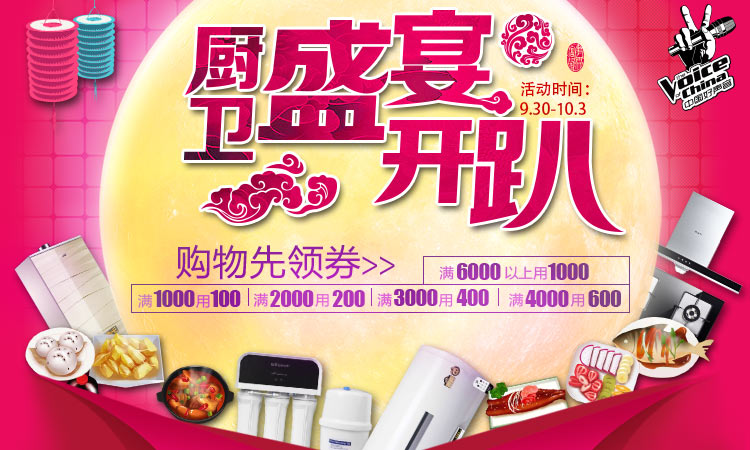 厨卫盛宴开趴
活动时间：
9.30-10.3
The
Voice
of China
中国好声音
购物先领券>>
满6000以上用1000
满1000用100
满2000用200
满3000用400
满4000用600